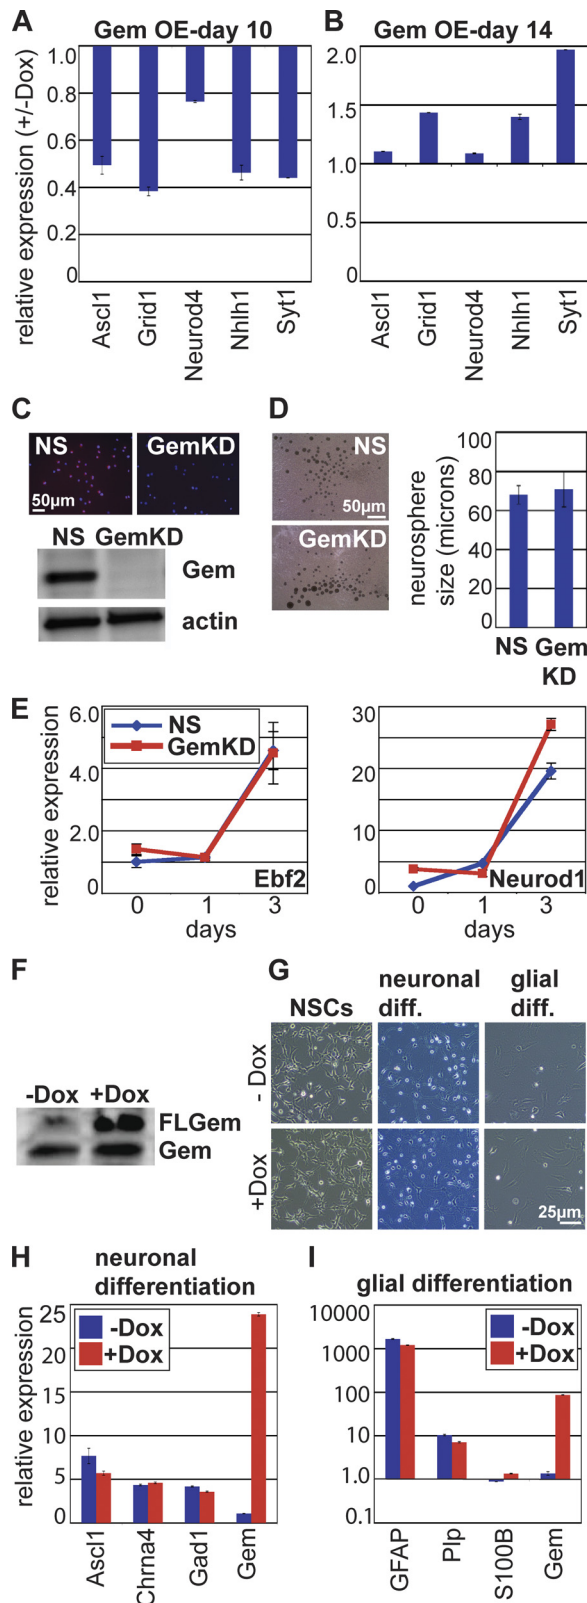 A
Gem OE-day 10
relative expression (+/-Dox)
1.0
0.8
0.6
0.4
0.2
0
Ascl1
Grid1
Neurod4
Nhlh1
Syt1
B
Gem OE-day 14
2.0
1.5
1.0
0.5
0
Ascl1
Grid1
Neurod4
Nhlh1
Syt1
C
NS
GemKD
50µm
NS GemKD
Gem
actin
D
NS
50µm
GemKD
neurosphere
size (microns)
100
80
60
40
20
0
NS
Gem
KD
E
relative expression
6.0
4.0
2.0
0
NS
GemKD
Ebf2
0 1 3
days
30
20
10
0
Neurod1
0 1 3
days
F
-Dox +Dox
FLGem
Gem
G
NSCs
neuronal
diff.
glial
diff.
- Dox
+Dox
25µm
H
neuronal
differentiation
relative expression
25
20
15
10
5
0
-Dox
+Dox
Ascl1
Chrna4
Gad1
Gem
I
glial differentiation
10000
1000
100
10
1.0
0.1
-Dox
+Dox
GFAP
Plp
S100B
Gem